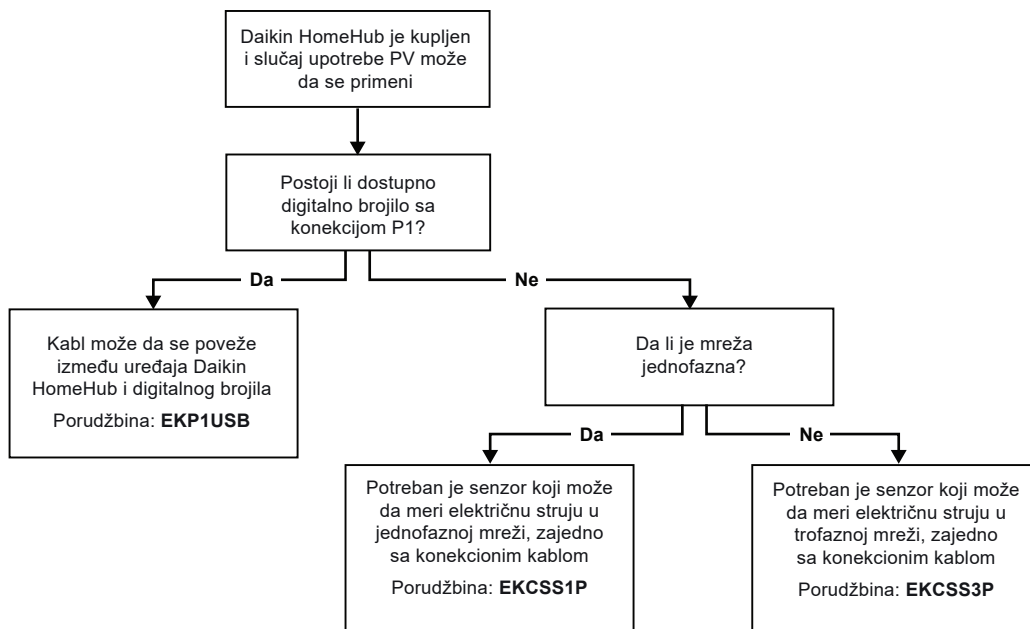 Daikin HomeHub je kupljen
i slučaj upotrebe PV može
da se primeni
Postoji li dostupno
digitalno brojilo sa
konekcijom P1?
Da
Ne
Kabl može da se poveže
između uređaja Daikin
HomeHub i digitalnog brojila
Porudžbina: EKP1USB
Da li je mreža
jednofazna?
Da
Ne
Potreban je senzor koji može
da meri električnu struju u
jednofaznoj mreži, zajedno
sa konekcionim kablom
Porudžbina: EKCSS1P
Potreban je senzor koji može
da meri električnu struju u
trofaznoj mreži, zajedno
sa konekcionim kablom
Porudžbina: EKCSS3P